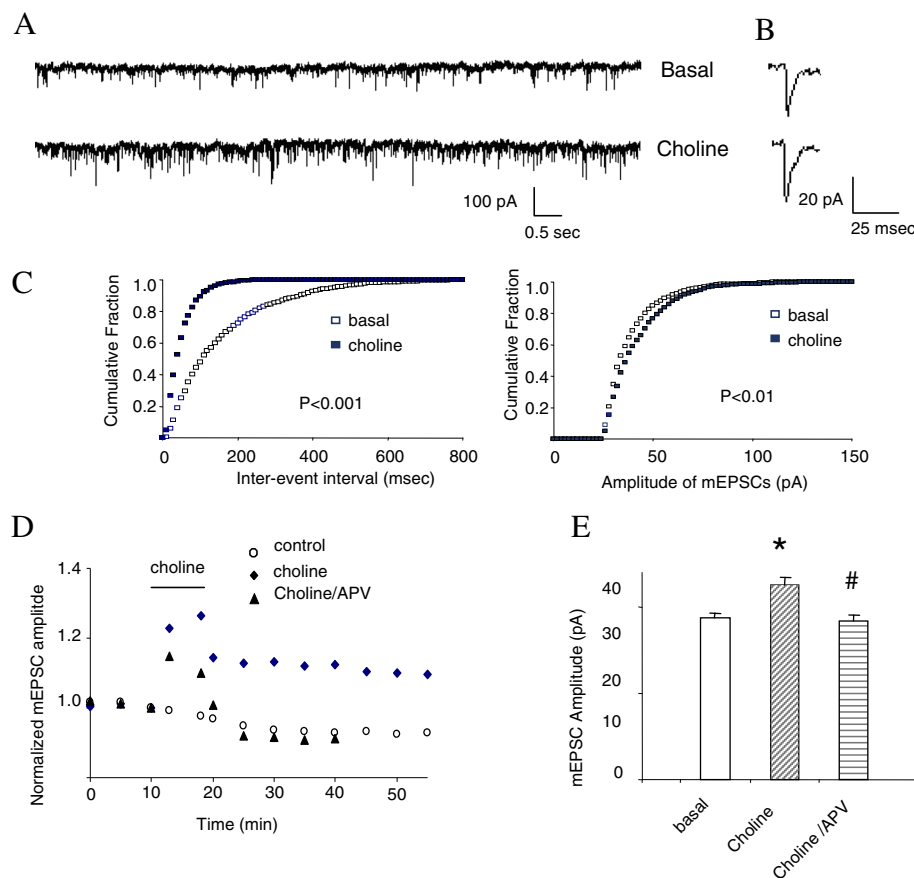 A
B
Basal
Choline
100 pA
0.5 sec
20 pA
25 msec
C
Cumulative Fraction
1.0
0.8
0.6
0.4
0.2
basal
choline
P<0.001
0 200 400 600 800
Inter-event interval (msec)
Cumulative Fraction
1.0
0.8
0.6
0.4
0.2
basal
choline
P<0.01
0 50 100 150
Amplitude of mEPSCs (pA)
D
Normalized mEPSC amplitde
1.4
1.2
1.0
choline
control
choline
Choline/APV
0 10 20 30 40 50
Time (min)
E
mEPSC Amplitude (pA)
40
30
20
10
0
*
#
basal
Choline
Choline /APV